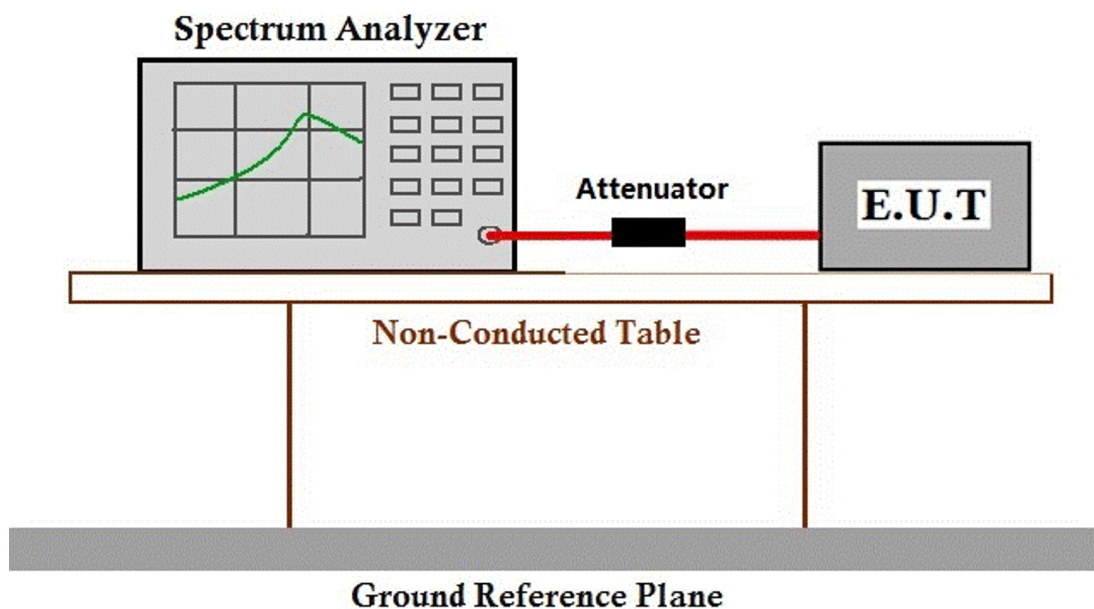 Spectrum Analyzer
Attenuator
E.U.T
Non-Conducted Table
Ground Reference Plane